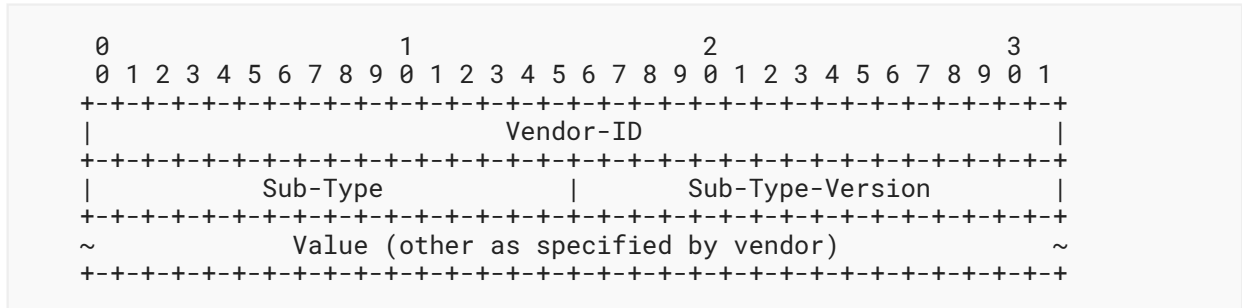 0                   1                   2                   3
 0 1 2 3 4 5 6 7 8 9 0 1 2 3 4 5 6 7 8 9 0 1 2 3 4 5 6 7 8 9 0 1
+-+-+-+-+-+-+-+-+-+-+-+-+-+-+-+-+-+-+-+-+-+-+-+-+-+-+-+-+-+-+-+-+
|                           Vendor-ID                           |
+-+-+-+-+-+-+-+-+-+-+-+-+-+-+-+-+-+-+-+-+-+-+-+-+-+-+-+-+-+-+-+-+
|           Sub-Type            |       Sub-Type-Version        |
+-+-+-+-+-+-+-+-+-+-+-+-+-+-+-+-+-+-+-+-+-+-+-+-+-+-+-+-+-+-+-+-+
~             Value (other as specified by vendor)              ~
+-+-+-+-+-+-+-+-+-+-+-+-+-+-+-+-+-+-+-+-+-+-+-+-+-+-+-+-+-+-+-+-+